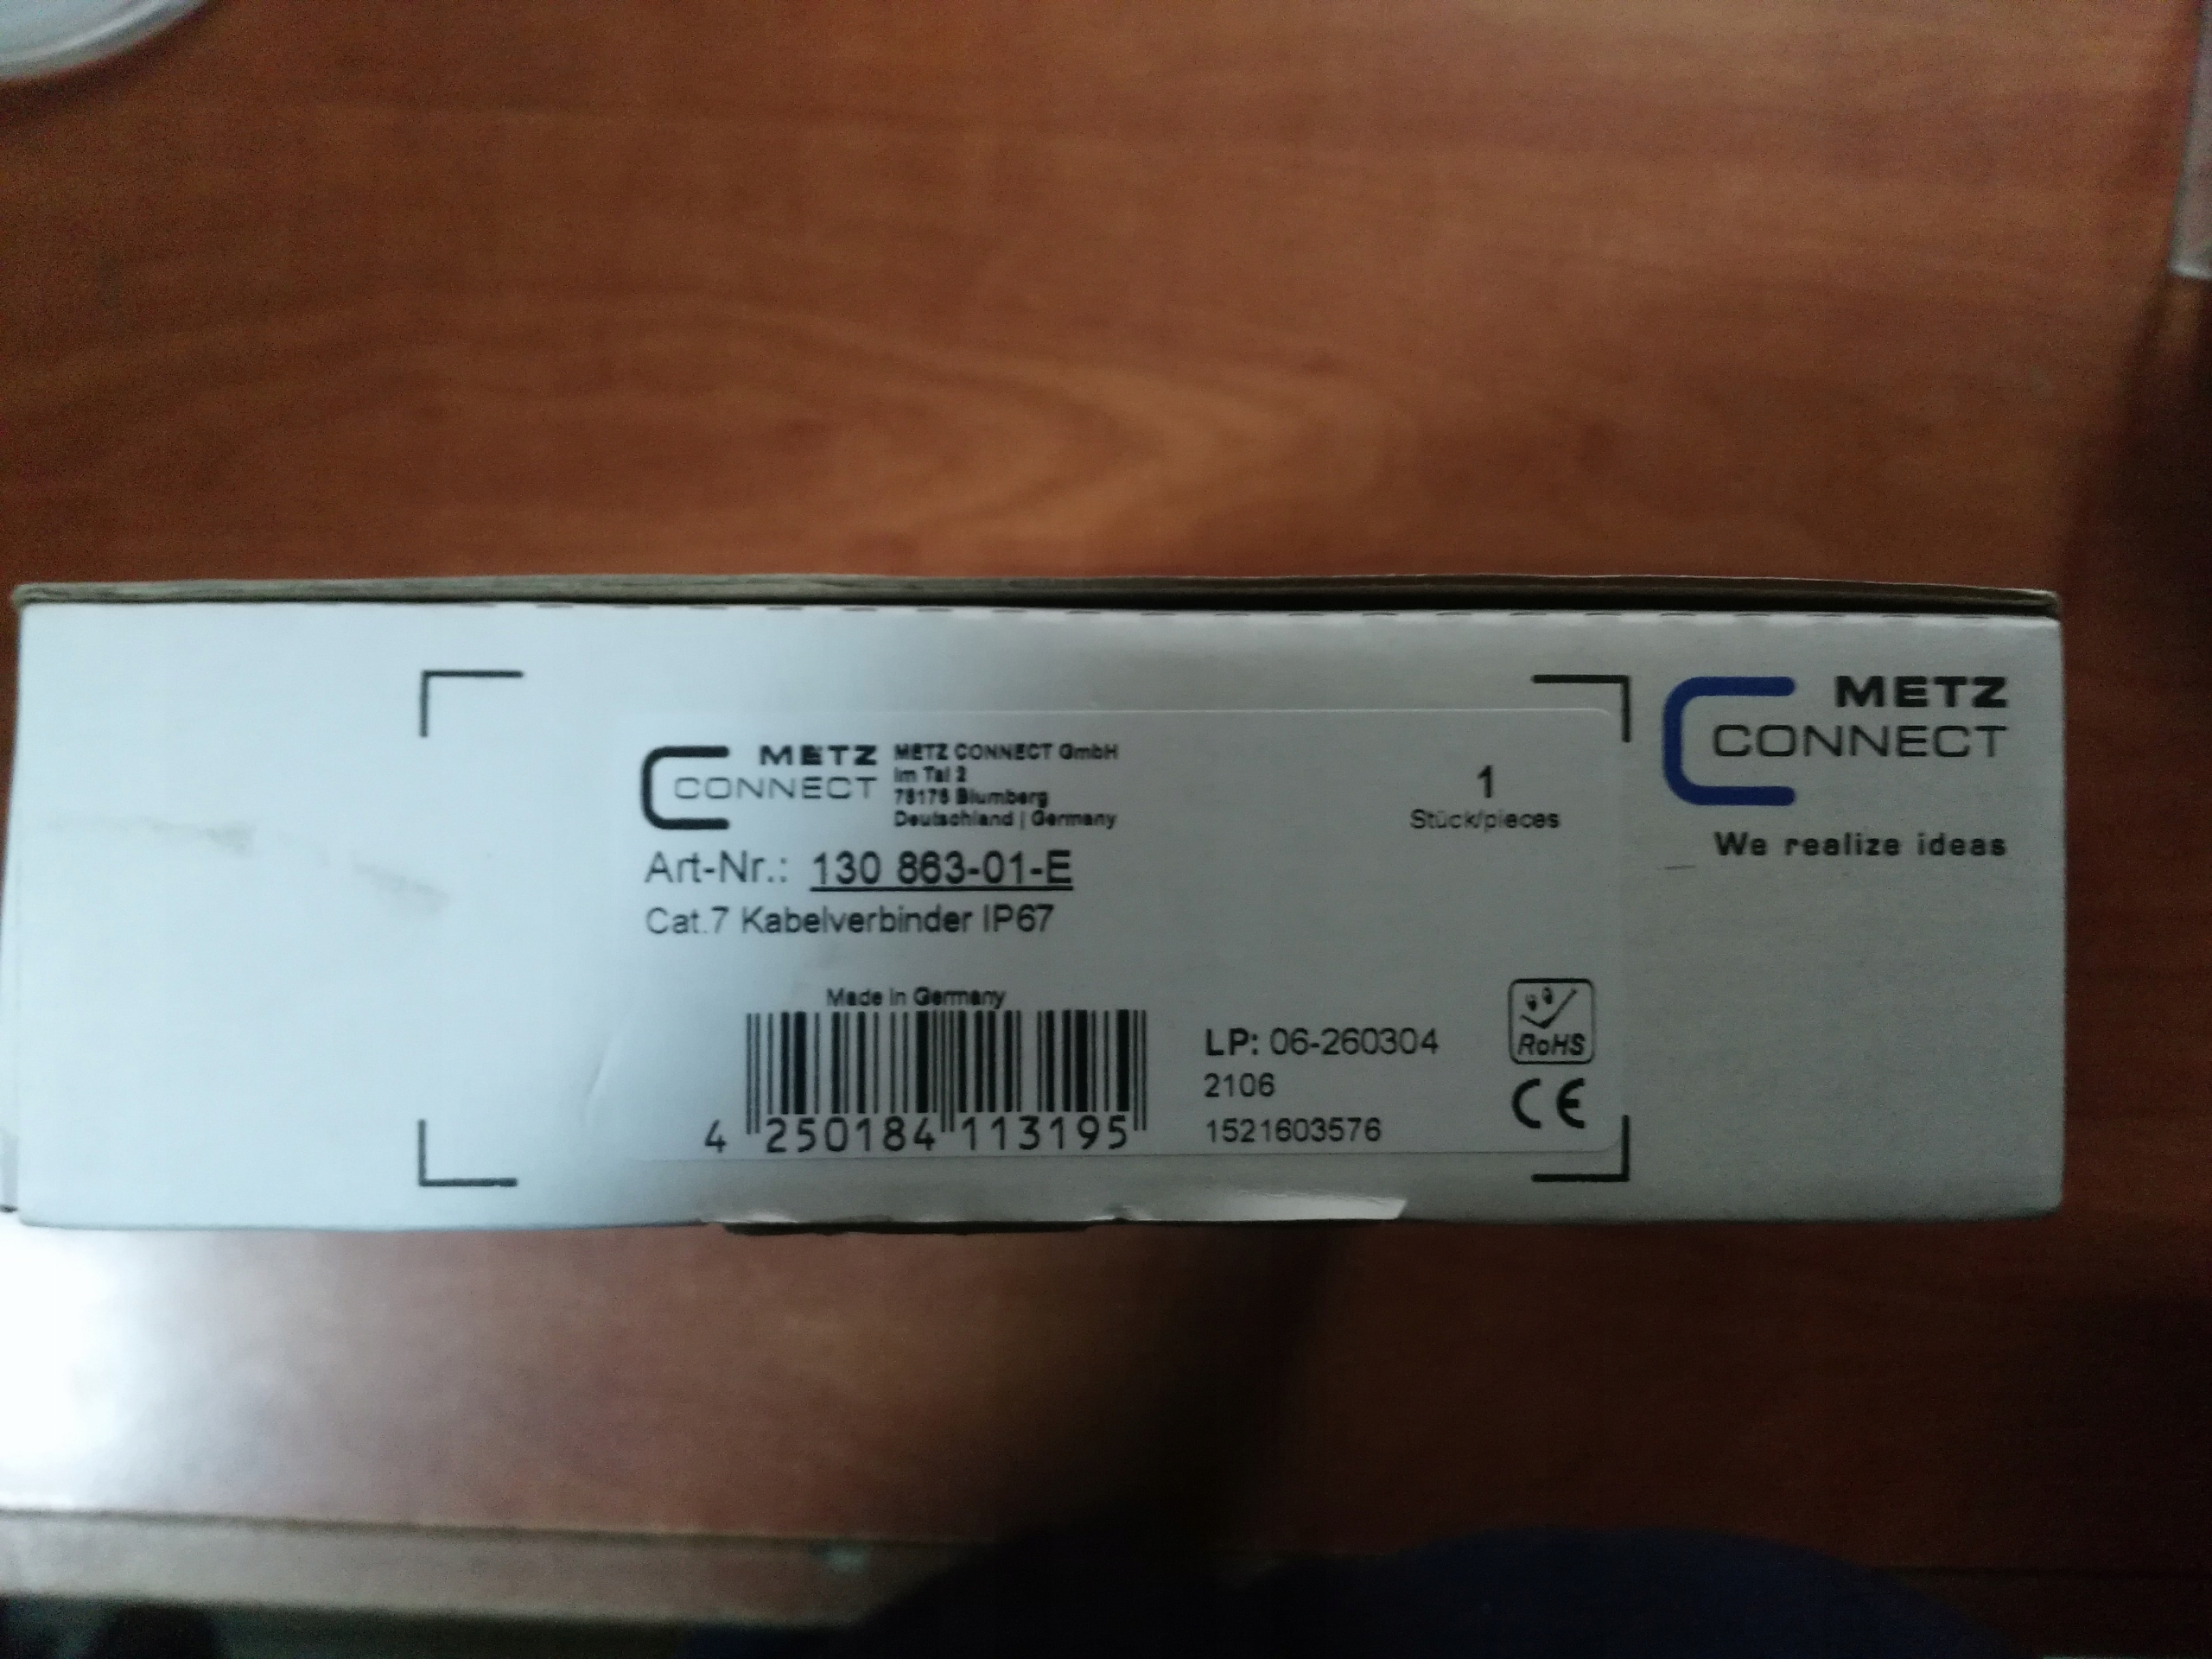 METZ
CONNECT
METZ CONNECT GmbH
Im Tal 2
78176 Blumberg
Deutschland | Germany
1
Stück/pieces
Art-Nr.: 130 863-01-E
Cat.7 Kabelverbinder IP67
Made in Germany
4 250184 113195
LP: 06-260304
2106
1521603576
RoHS
CE
METZ
CONNECT
We realize ideas